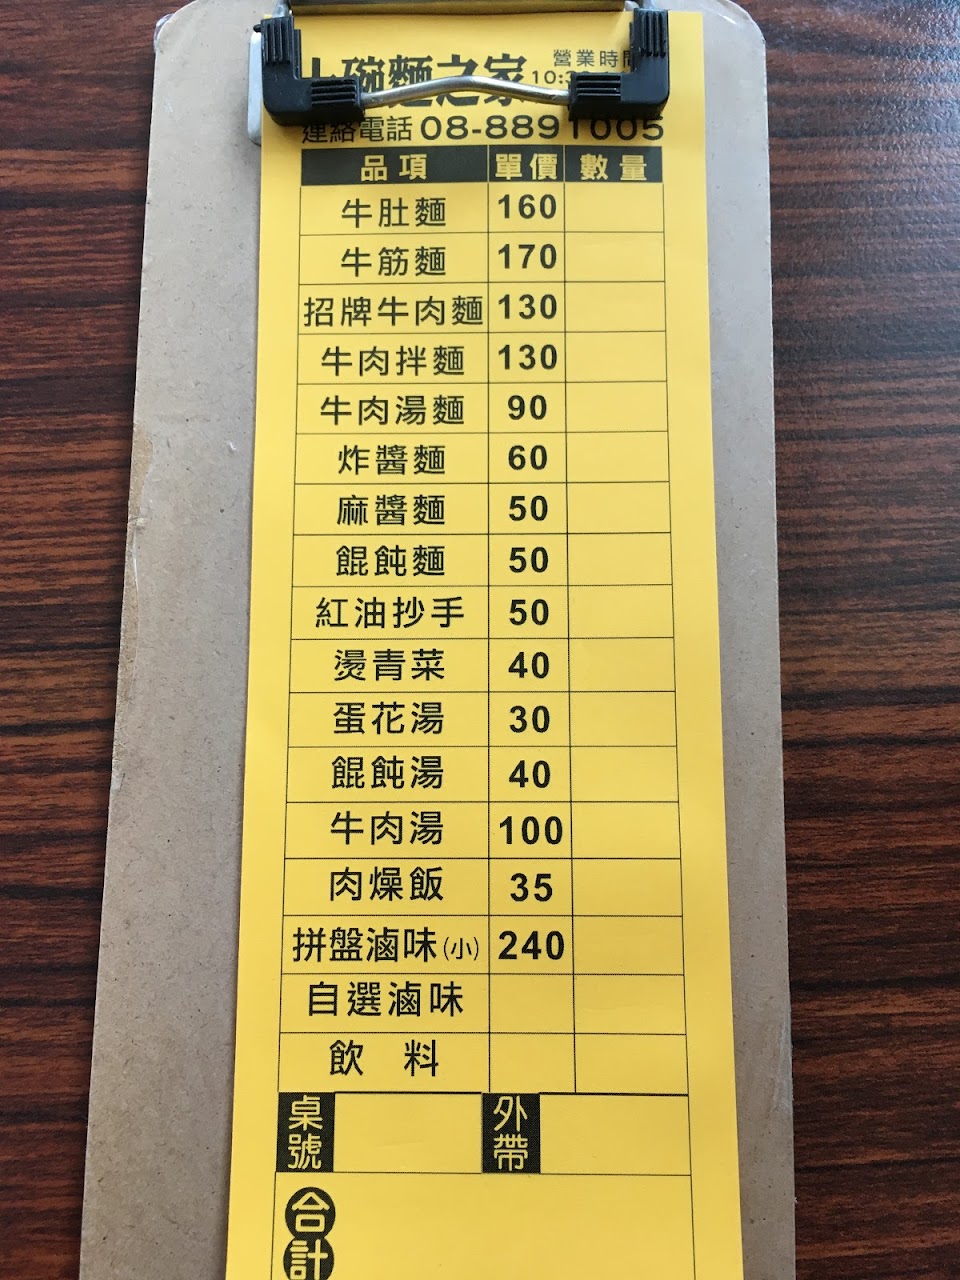 碗麵之家 營業時間
10:3
連絡電話 08-8891005
品項 單價 數量
牛肚麵 160
牛筋麵 170
招牌牛肉麵 130
牛肉拌麵 130
牛肉湯麵 90
炸醬麵 60
麻醬麵 50
餛飩麵 50
紅油抄手 50
燙青菜 40
蛋花湯 30
餛飩湯 40
牛肉湯 100
肉燥飯 35
拼盤滷味(小) 240
自選滷味
飲 料
桌號 外帶
合計